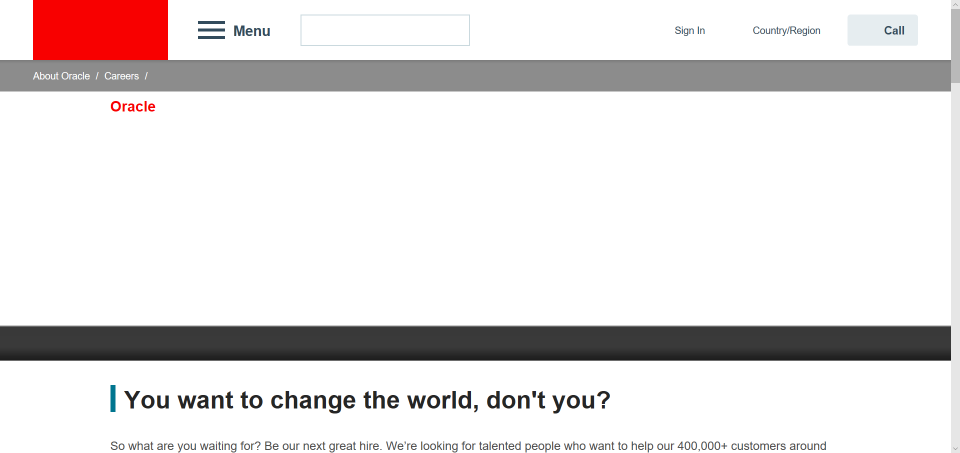 Menu
Sign In
Country/Region
Call
About Oracle / Careers /
Oracle
You want to change the world, don't you?
So what are you waiting for? Be our next great hire. We’re looking for talented people who want to help our 400,000+ customers around